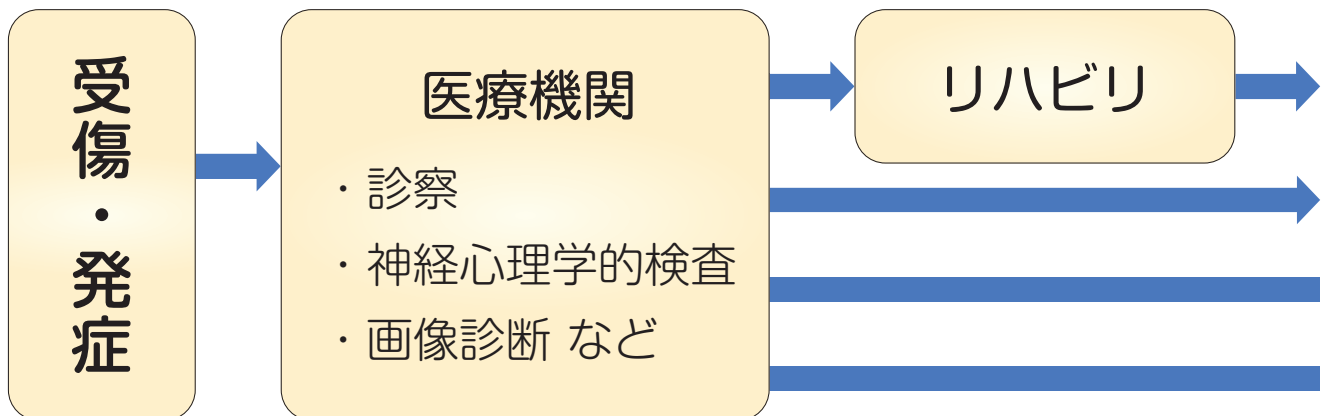 受傷・発症
医療機関
・診察
・神経心理学的検査
・画像診断 など
リハビリ